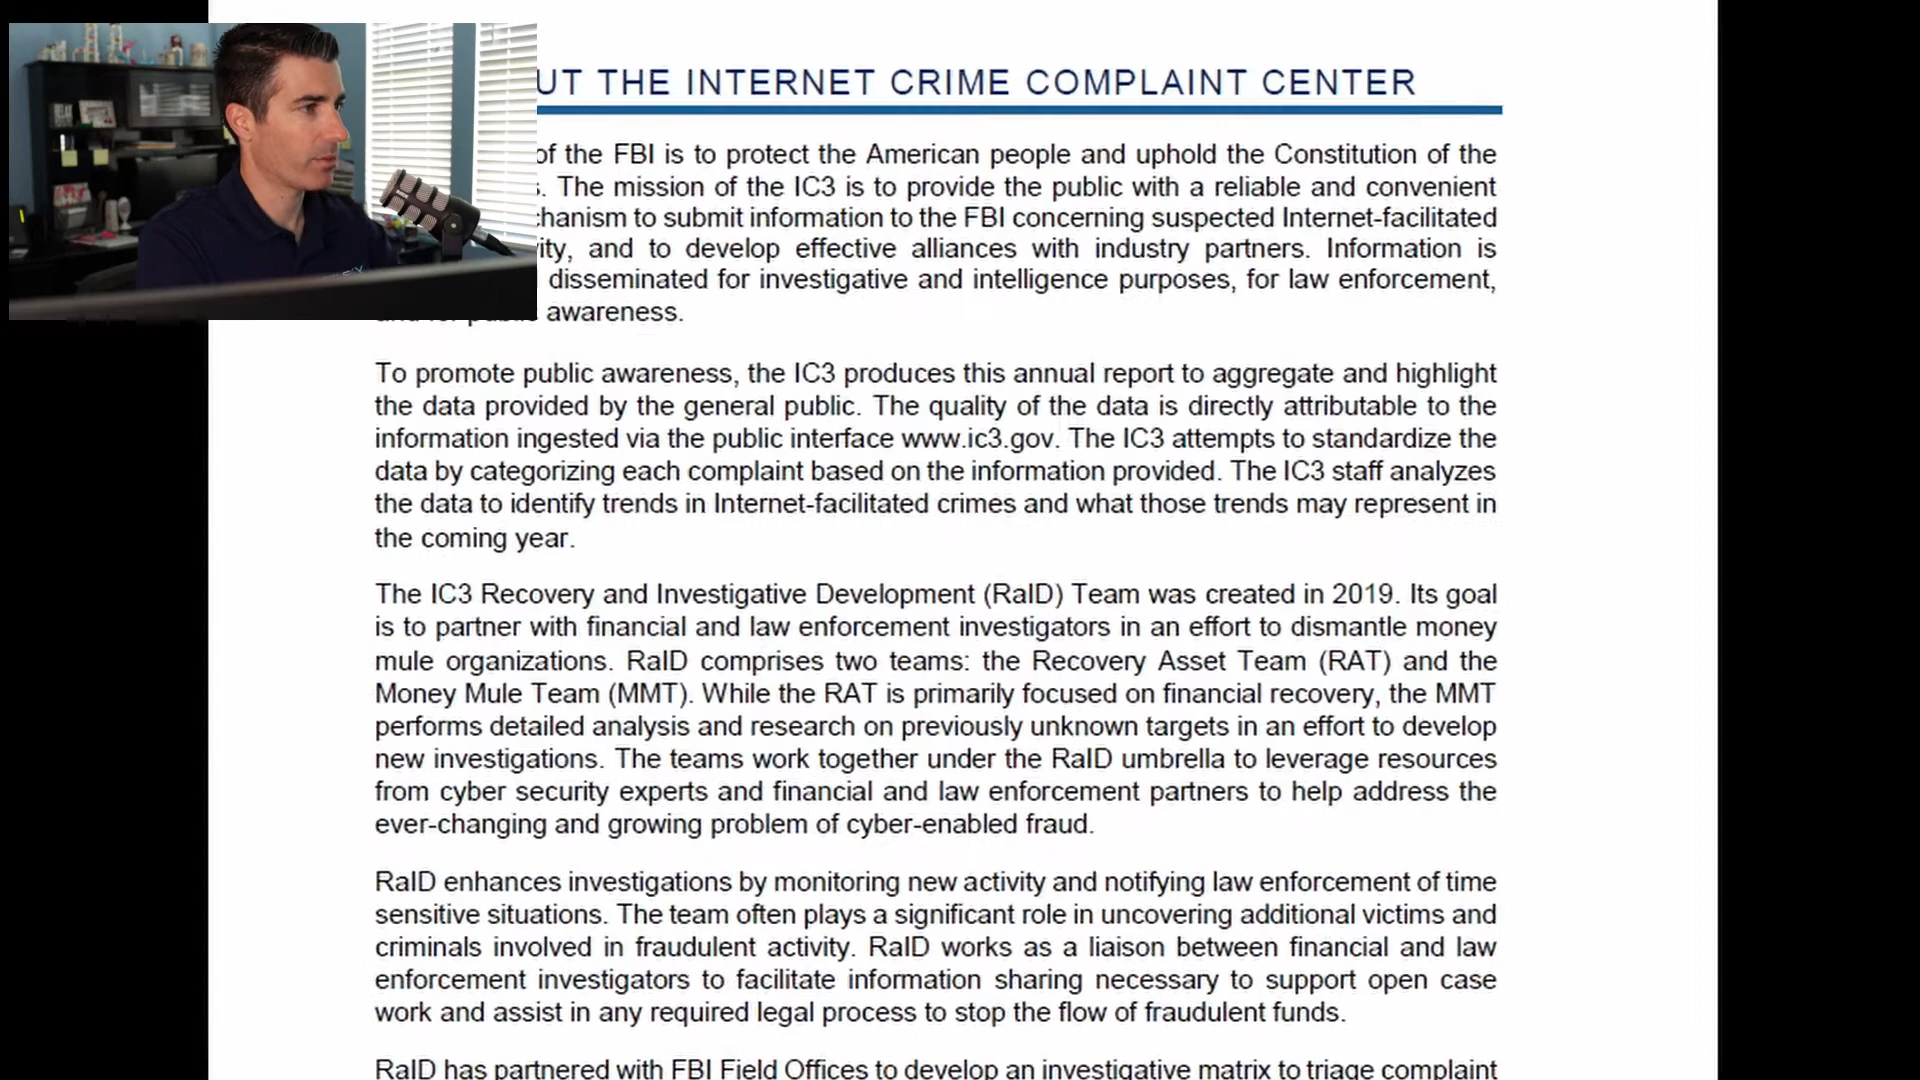 UT THE INTERNET CRIME COMPLAINT CENTER
of the FBI is to protect the American people and uphold the Constitution of the
. The mission of the IC3 is to provide the public with a reliable and convenient
chanism to submit information to the FBI concerning suspected Internet-facilitated
ity, and to develop effective alliances with industry partners. Information is
disseminated for investigative and intelligence purposes, for law enforcement,
awareness.
To promote public awareness, the IC3 produces this annual report to aggregate and highlight
the data provided by the general public. The quality of the data is directly attributable to the
information ingested via the public interface www.ic3.gov. The IC3 attempts to standardize the
data by categorizing each complaint based on the information provided. The IC3 staff analyzes
the data to identify trends in Internet-facilitated crimes and what those trends may represent in
the coming year.
The IC3 Recovery and Investigative Development (RaID) Team was created in 2019. Its goal
is to partner with financial and law enforcement investigators in an effort to dismantle money
mule organizations. RaID comprises two teams: the Recovery Asset Team (RAT) and the
Money Mule Team (MMT). While the RAT is primarily focused on financial recovery, the MMT
performs detailed analysis and research on previously unknown targets in an effort to develop
new investigations. The teams work together under the RaID umbrella to leverage resources
from cyber security experts and financial and law enforcement partners to help address the
ever-changing and growing problem of cyber-enabled fraud.
RaID enhances investigations by monitoring new activity and notifying law enforcement of time
sensitive situations. The team often plays a significant role in uncovering additional victims and
criminals involved in fraudulent activity. RaID works as a liaison between financial and law
enforcement investigators to facilitate information sharing necessary to support open case
work and assist in any required legal process to stop the flow of fraudulent funds.
RaID has partnered with FBI Field Offices to develop an investigative matrix to triage complaint